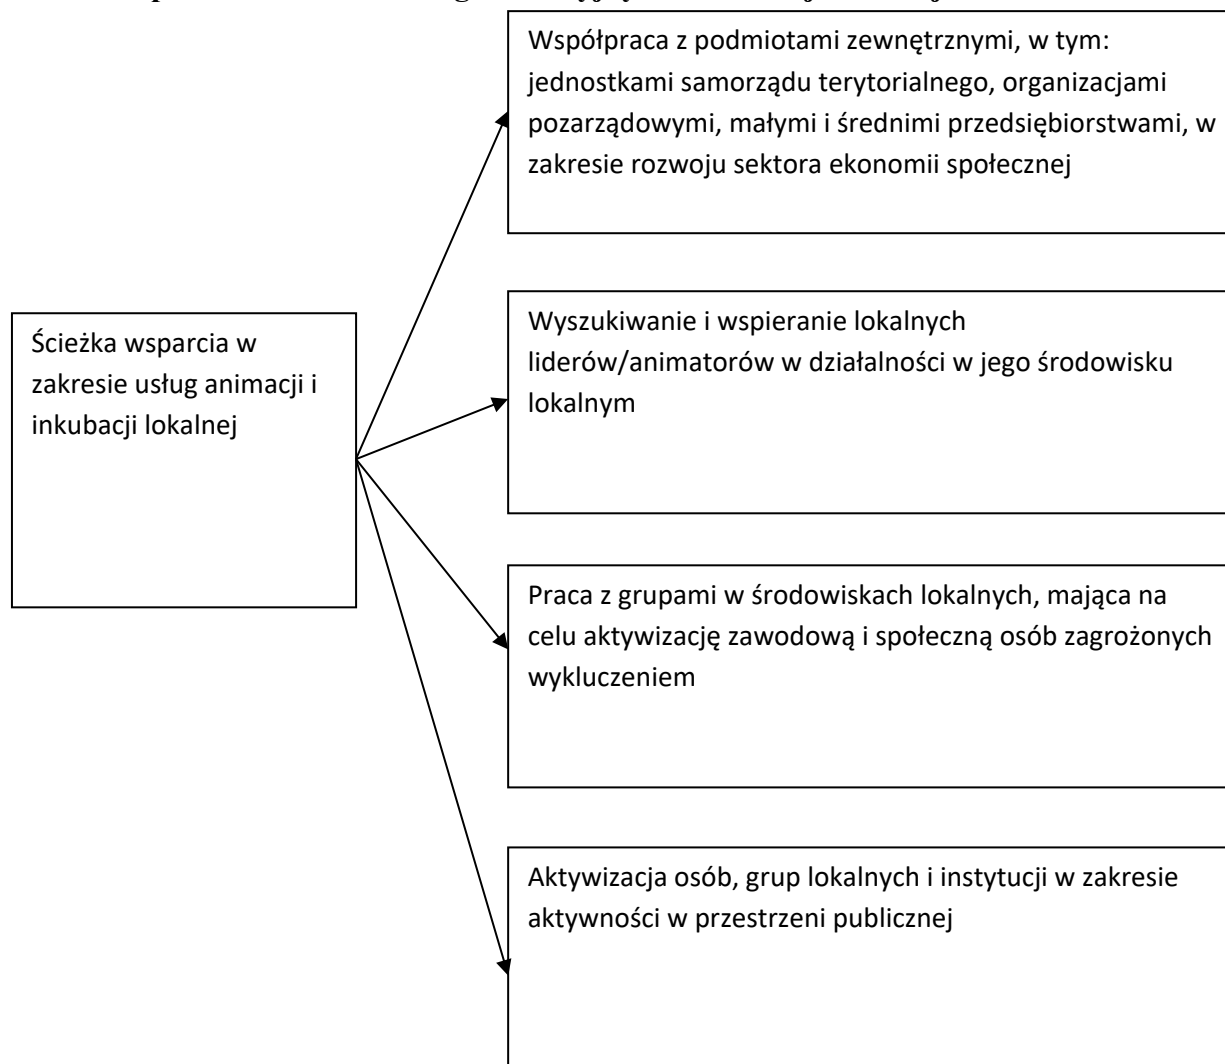 Współpraca z podmiotami zewnętrznymi, w tym:
jednostkami samorządu terytorialnego, organizacjami
pozarządowymi, małymi i średnimi przedsiębiorstwami, w
zakresie rozwoju sektora ekonomii społecznej
Ścieżka wsparcia w
zakresie usług animacji i
inkubacji lokalnej
Wyszukiwanie i wspieranie lokalnych
liderów/animatorów w działalności w jego środowisku
lokalnym
Praca z grupami w środowiskach lokalnych, mająca na
celu aktywizację zawodową i społeczną osób zagrożonych
wykluczeniem
Aktywizacja osób, grup lokalnych i instytucji w zakresie
aktywności w przestrzeni publicznej